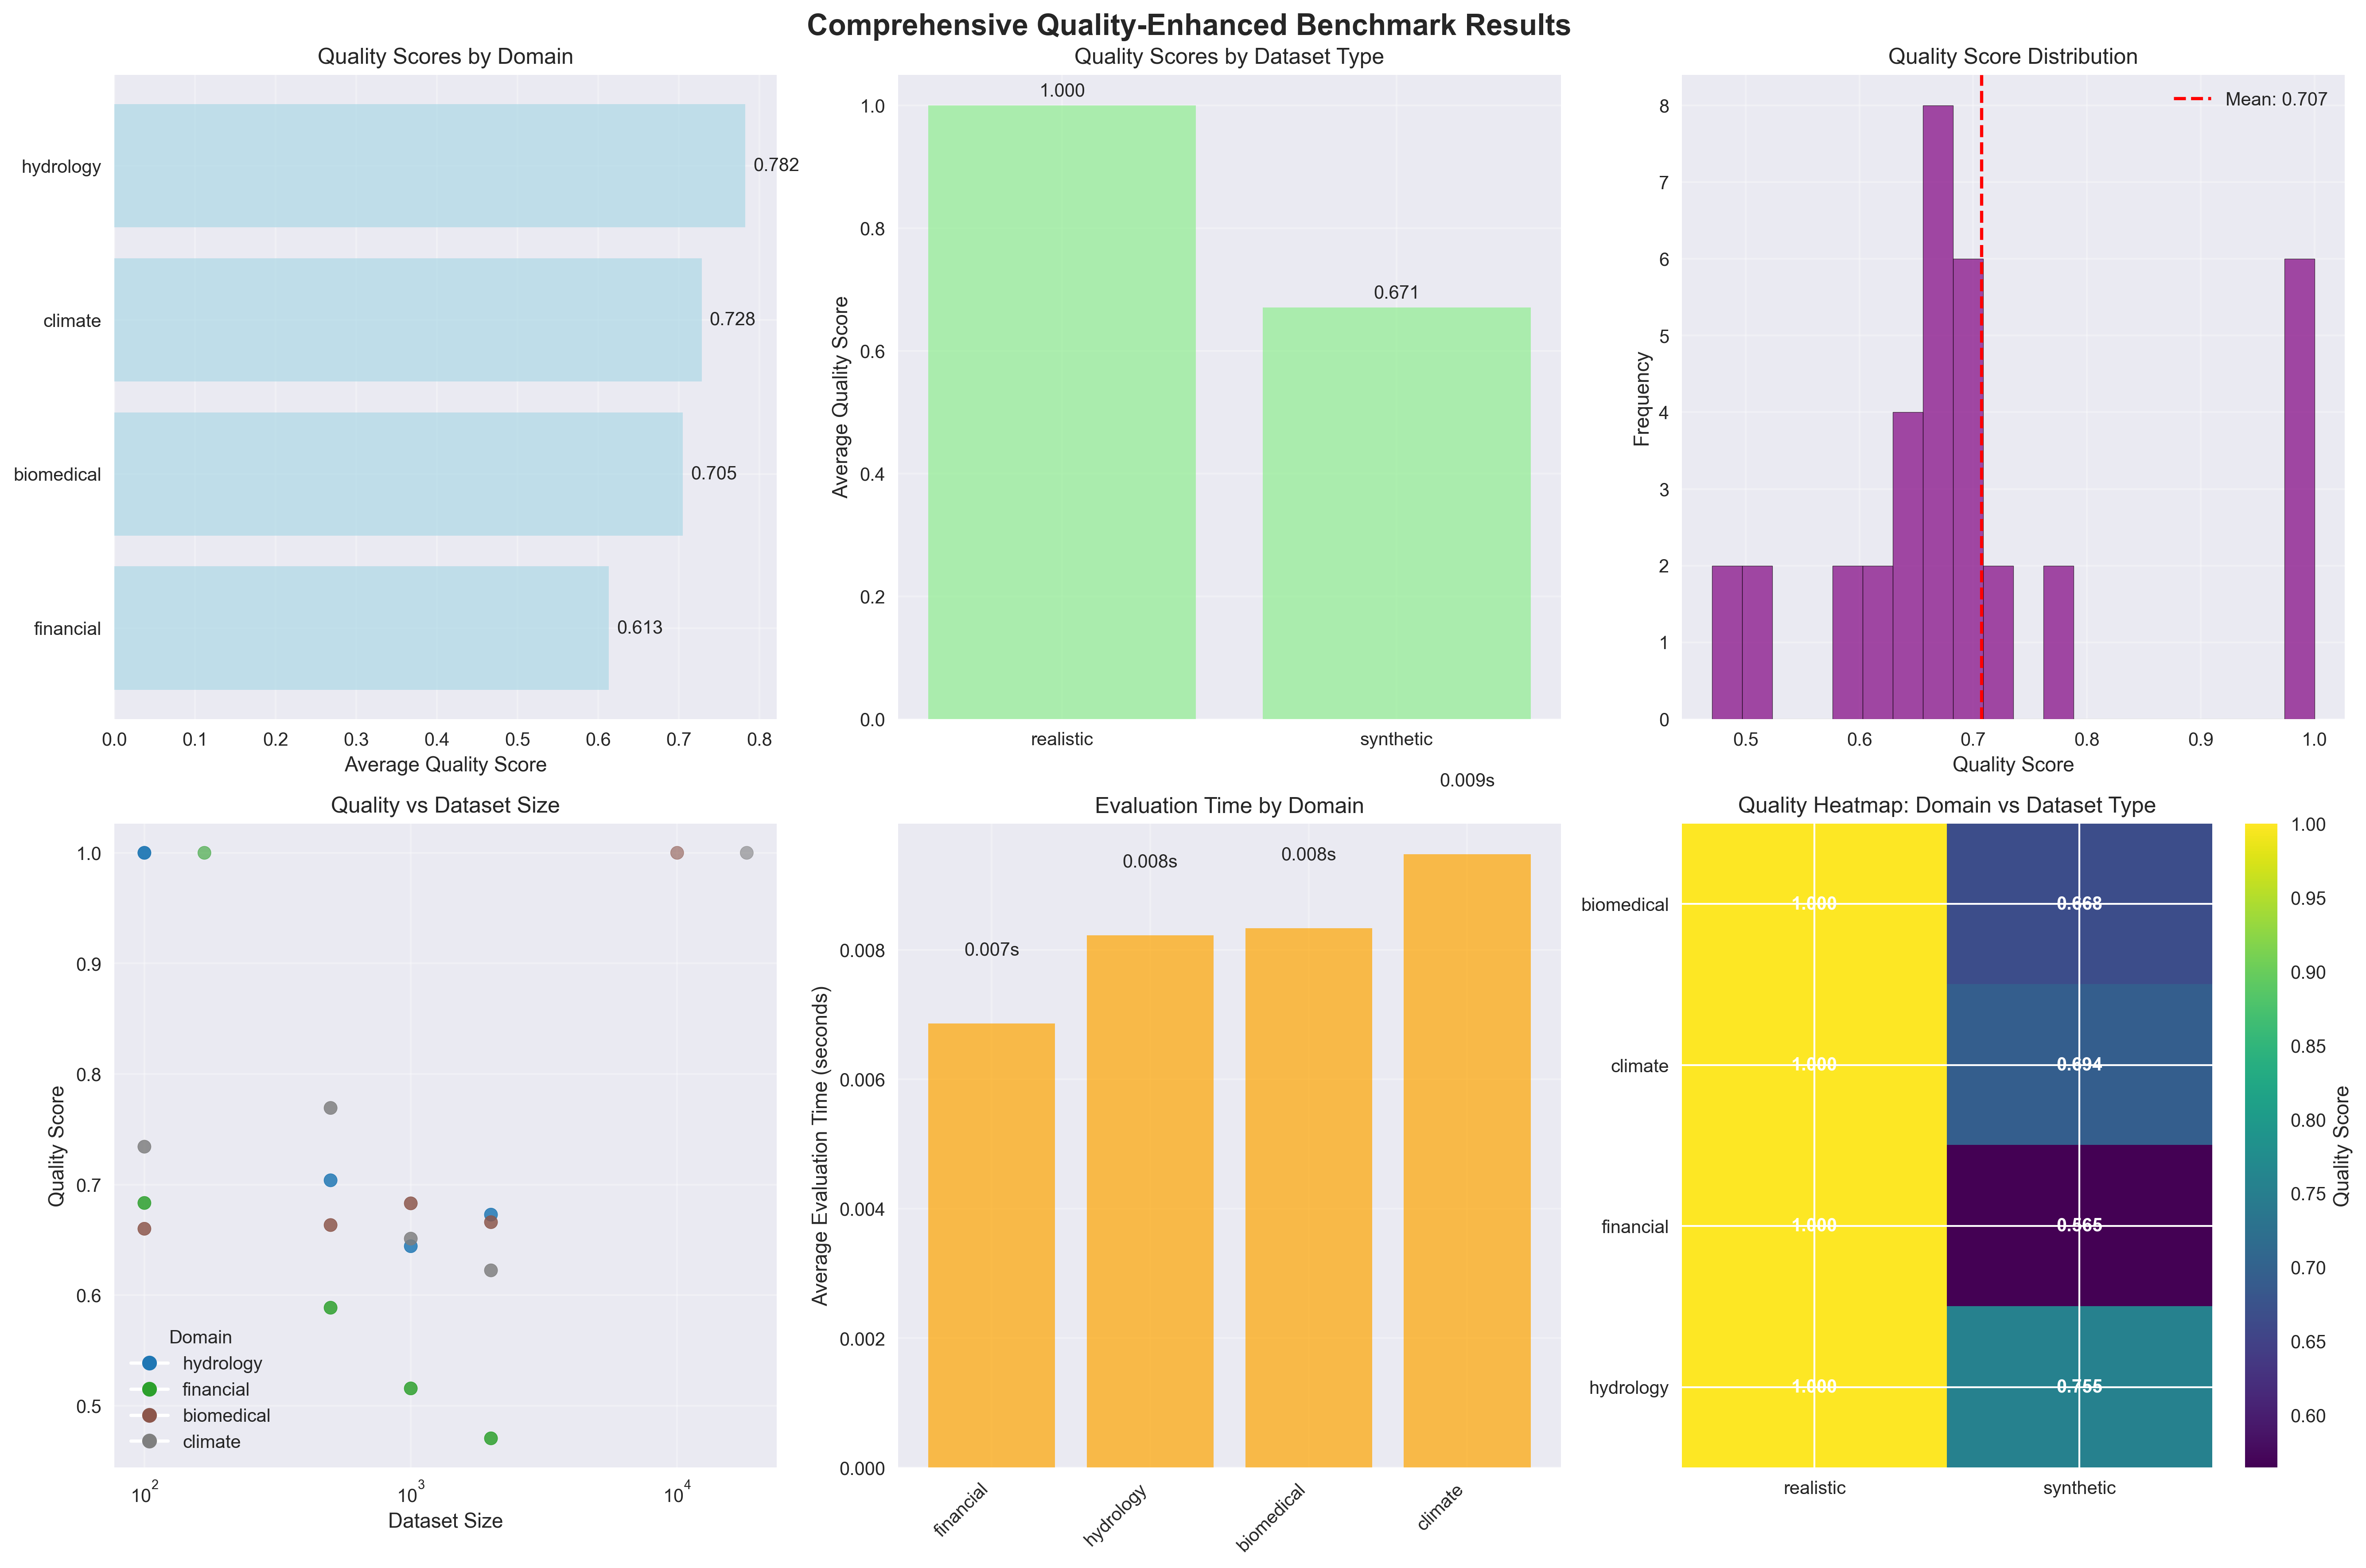 Comprehensive Quality-Enhanced Benchmark Results
Quality Scores by Domain
hydrology
climate
biomedical
financial
0.782
0.728
0.705
0.613
0.0 0.1 0.2 0.3 0.4 0.5 0.6 0.7 0.8
Average Quality Score
Quality Scores by Dataset Type
Average Quality Score
1.0
0.8
0.6
0.4
0.2
0.0
1.000
0.671
realistic synthetic
Quality Score Distribution
Frequency
8
7
6
5
4
3
2
1
0
Mean: 0.707
0.5 0.6 0.7 0.8 0.9 1.0
Quality Score
Quality vs Dataset Size
Quality Score
1.0
0.9
0.8
0.7
0.6
0.5
Domain
hydrology
financial
biomedical
climate
10² 10³ 10⁴
Dataset Size
Evaluation Time by Domain
Average Evaluation Time (seconds)
0.008
0.006
0.004
0.002
0.000
0.007s
0.008s
0.008s
0.009s
financial hydrology biomedical climate
Quality Heatmap: Domain vs Dataset Type
biomedical
climate
financial
hydrology
1.000 0.668
1.000 0.694
1.000 0.565
1.000 0.755
realistic synthetic
1.00
0.95
0.90
0.85
0.80
0.75
0.70
0.65
0.60
Quality Score